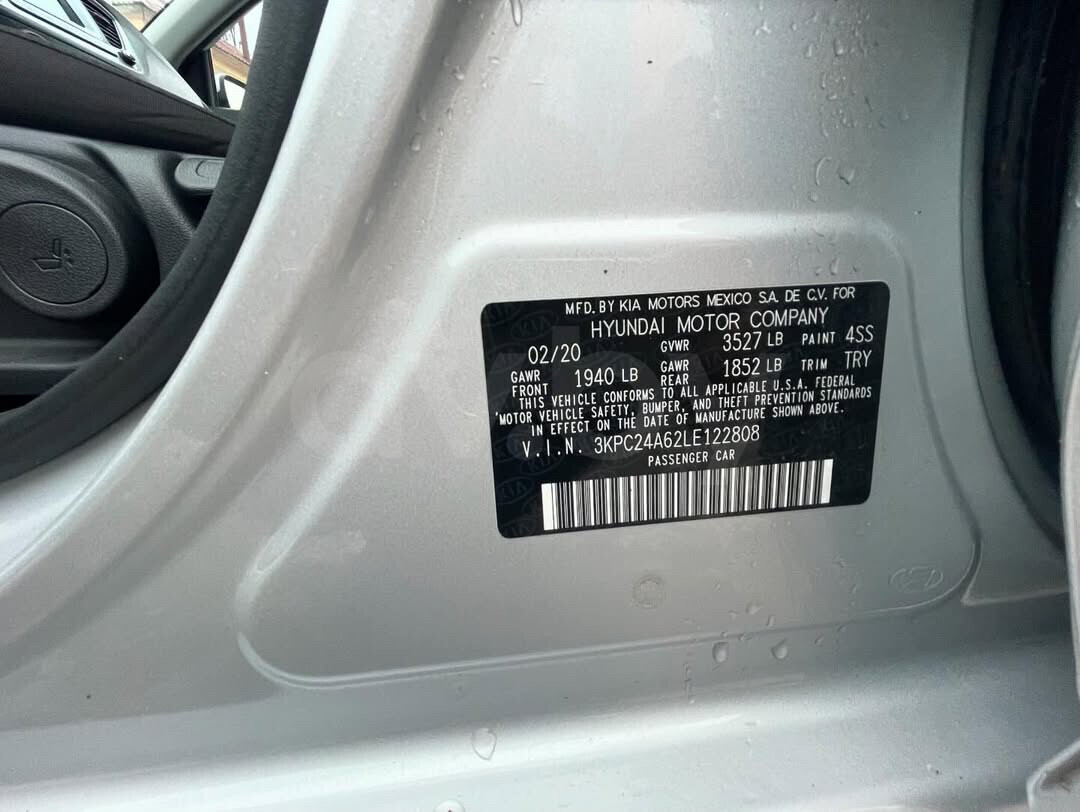 MFD. BY KIA MOTORS MEXICO S.A. DE C.V. FOR
HYUNDAI MOTOR COMPANY
02/20 GVWR 3527 LB PAINT 4SS
GAWR FRONT 1940 LB GAWR REAR 1852 LB TRIM TRY
THIS VEHICLE CONFORMS TO ALL APPLICABLE U.S.A. FEDERAL
MOTOR VEHICLE SAFETY, BUMPER, AND THEFT PREVENTION STANDARDS
IN EFFECT ON THE DATE OF MANUFACTURE SHOWN ABOVE.
V.I.N. 3KPC24A62LE122808
PASSENGER CAR